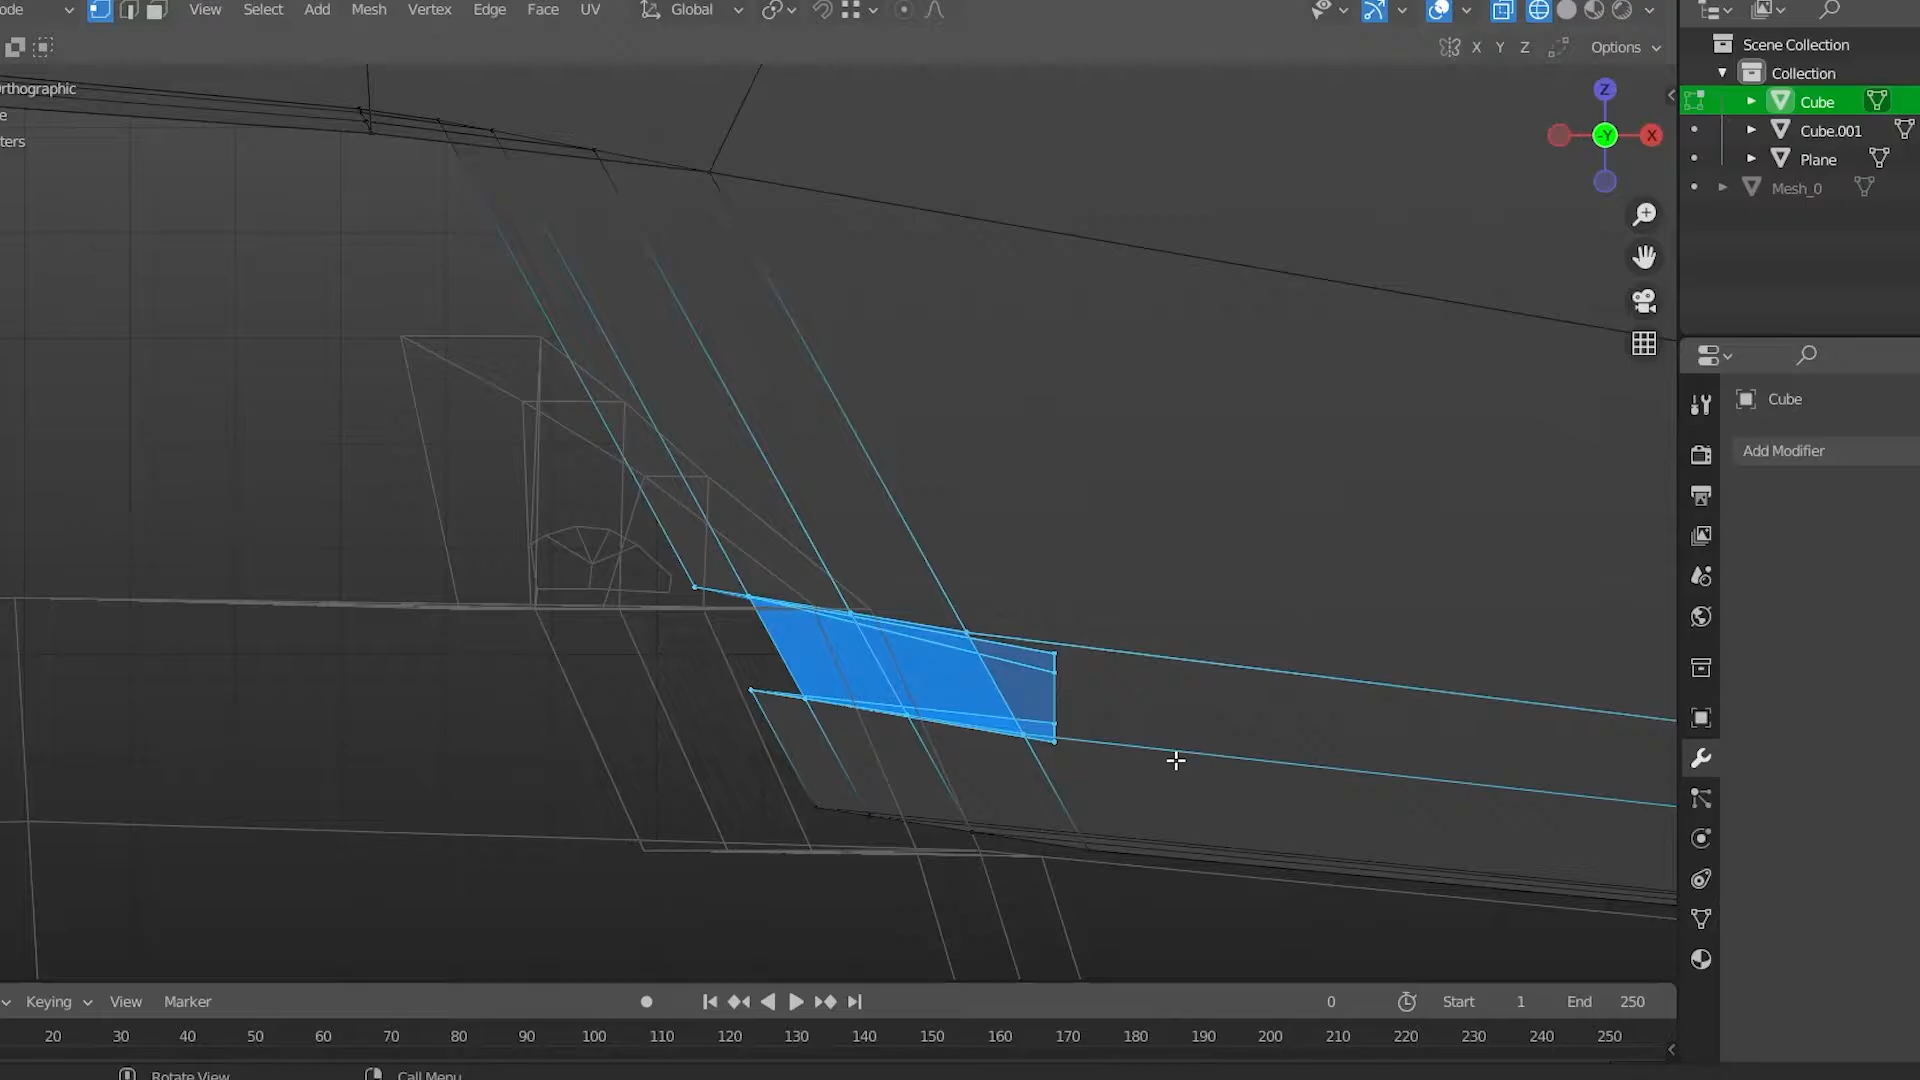 ode View Select Add Mesh Vertex Edge Face UV Global
X Y Z Options
rthographic
e
ters
Z
-Y
X
Scene Collection
Collection
Cube
Cube.001
Plane
Mesh_0
Cube
Add Modifier
Keying View Marker 0 Start 1 End 250
20 30 40 50 60 70 80 90 100 110 120 130 140 150 160 170 180 190 200 210 220 230 240 250
Rotate View Call Menu